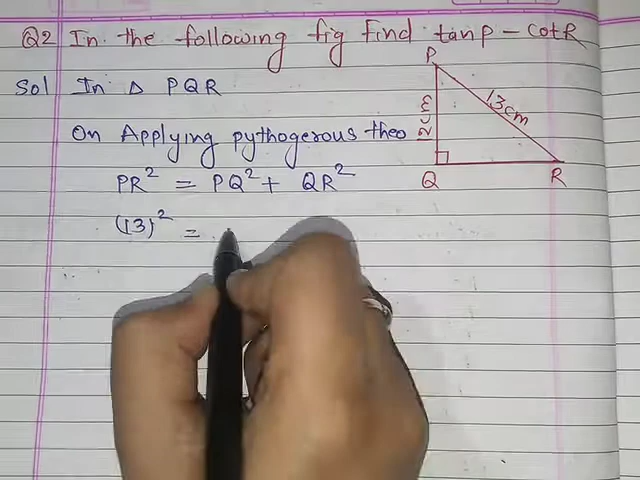 Q2 In the following fig Find tanP - CotR
Sol In △ PQR
On Applying pythogerous theo
PR² = PQ² + QR²
(13)² =
P
12cm
13cm
Q
R